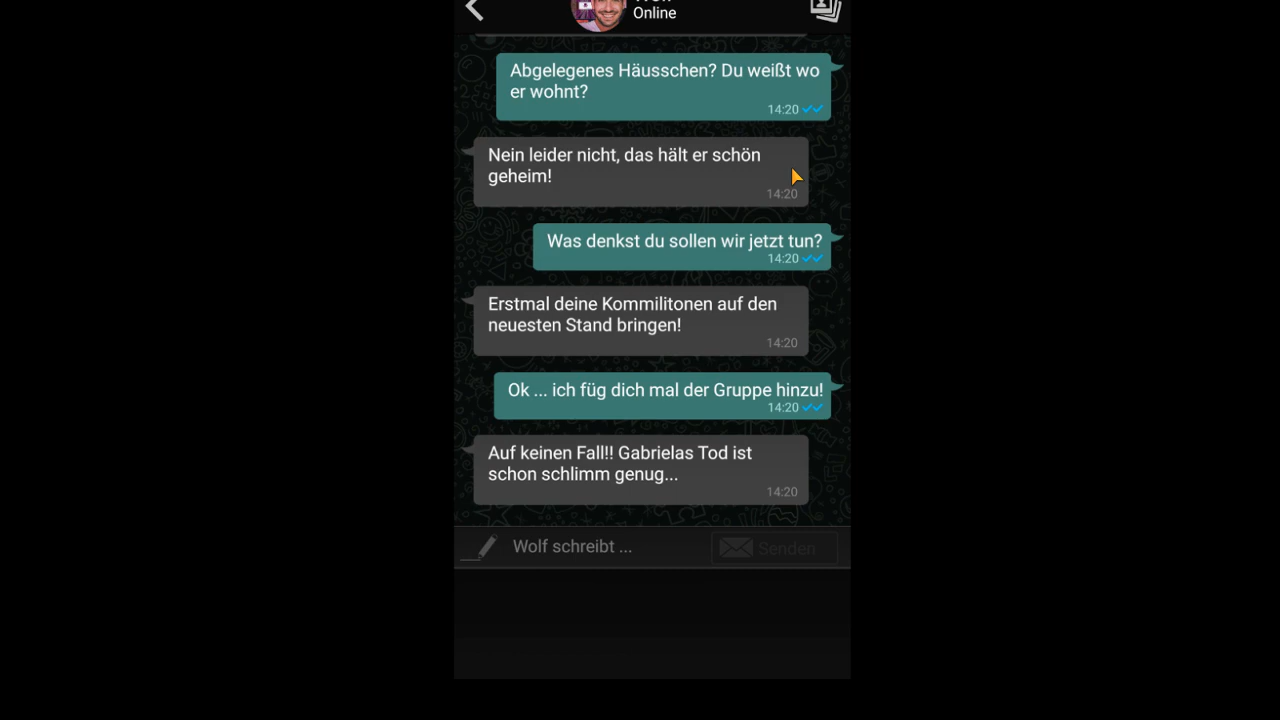 Online
Abgelegenes Häusschen? Du weißt wo
er wohnt?
14:20
Nein leider nicht, das hält er schön
geheim!
14:20
Was denkst du sollen wir jetzt tun?
14:20
Erstmal deine Kommilitonen auf den
neuesten Stand bringen!
14:20
Ok ... ich füg dich mal der Gruppe hinzu!
14:20
Auf keinen Fall!! Gabrielas Tod ist
schon schlimm genug...
14:20
Wolf schreibt ...
Senden